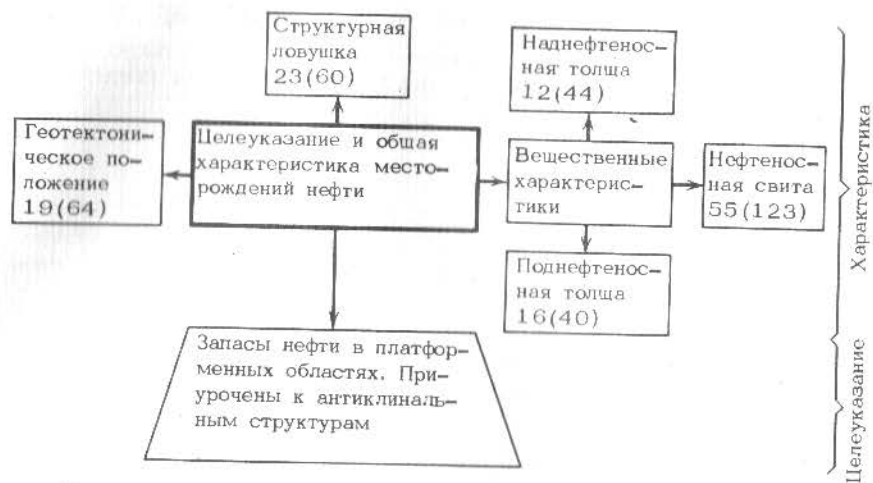 Структурная
ловушка
23(60)
Наднефтенос–
ная толща
12(44)
Геотектони–
ческое по–
ложение
19(64)
Целеуказание и общая
характеристика место–
рождений нефти
Вещественные
характерис–
тики
Нефтенос–
ная свита
55(123)
Поднефтенос–
ная толща
16(40)
Запасы нефти в платфор–
менных областях. При–
урочены к антиклиналь–
ным структурам
Характеристика
Целеуказание